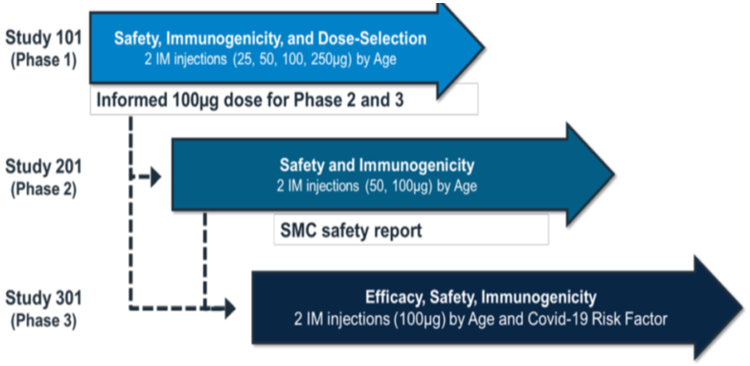 Study 101
(Phase 1)
Safety, Immunogenicity, and Dose-Selection
2 IM injections (25, 50, 100, 250µg) by Age
Informed 100µg dose for Phase 2 and 3
Study 201
(Phase 2)
Safety and Immunogenicity
2 IM injections (50, 100µg) by Age
SMC safety report
Study 301
(Phase 3)
Efficacy, Safety, Immunogenicity
2 IM injections (100µg) by Age and Covid-19 Risk Factor